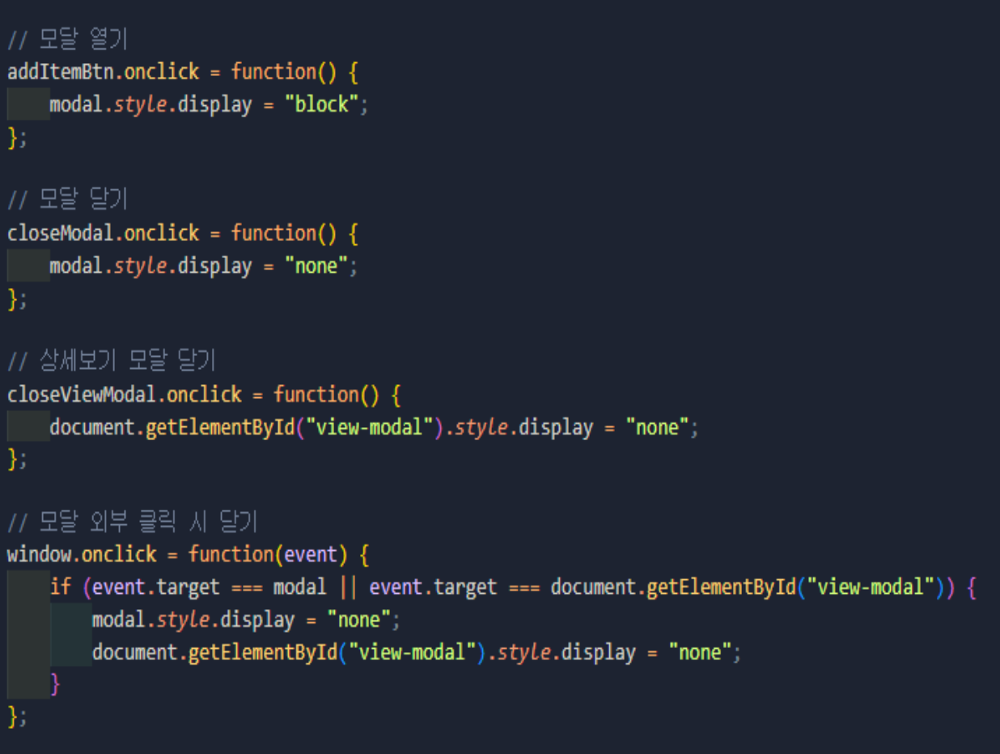 // 모달 열기
addItemBtn.onclick = function() {
    modal.style.display = "block";
};
// 모달 닫기
closeModal.onclick = function() {
    modal.style.display = "none";
};
// 상세보기 모달 닫기
closeViewModal.onclick = function() {
    document.getElementById("view-modal").style.display = "none";
};
// 모달 외부 클릭 시 닫기
window.onclick = function(event) {
    if (event.target === modal || event.target === document.getElementById("view-modal")) {
        modal.style.display = "none";
        document.getElementById("view-modal").style.display = "none";
    }
};